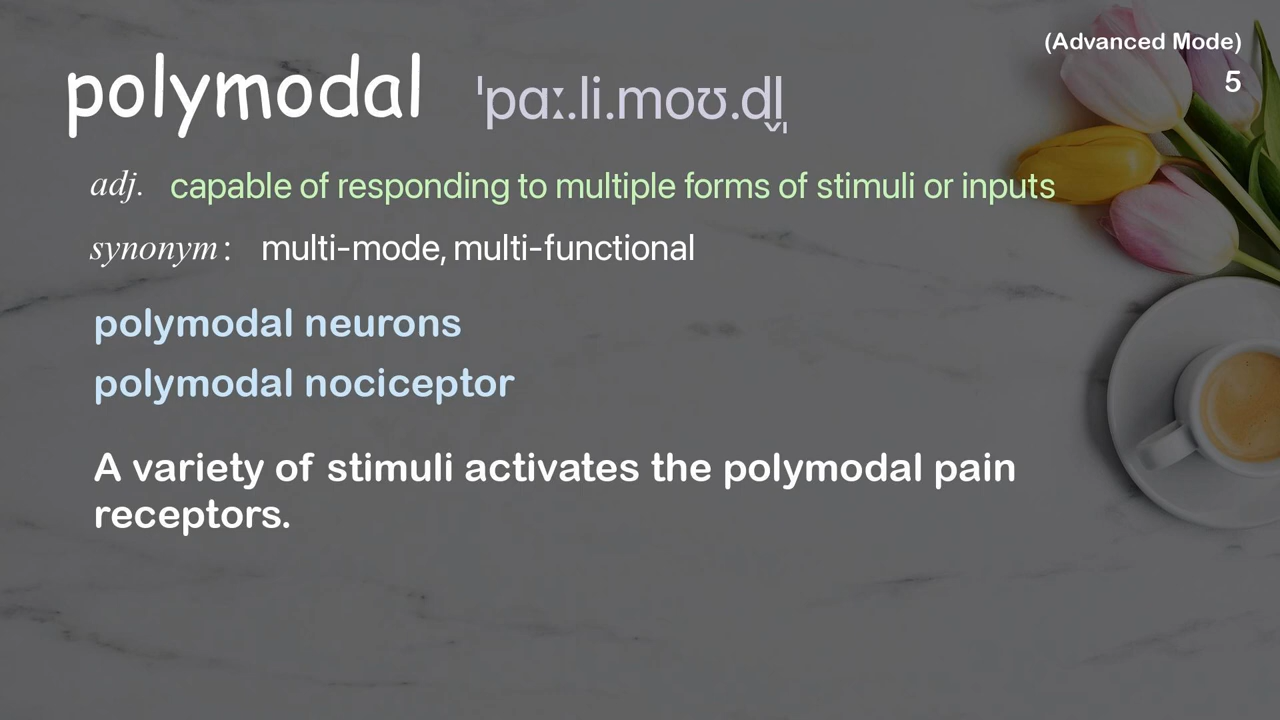 (Advanced Mode)
5
polymodal ˈpɑː.li.moʊ.dl̬̩
adj. capable of responding to multiple forms of stimuli or inputs
synonym: multi-mode, multi-functional
polymodal neurons
polymodal nociceptor
A variety of stimuli activates the polymodal pain
receptors.